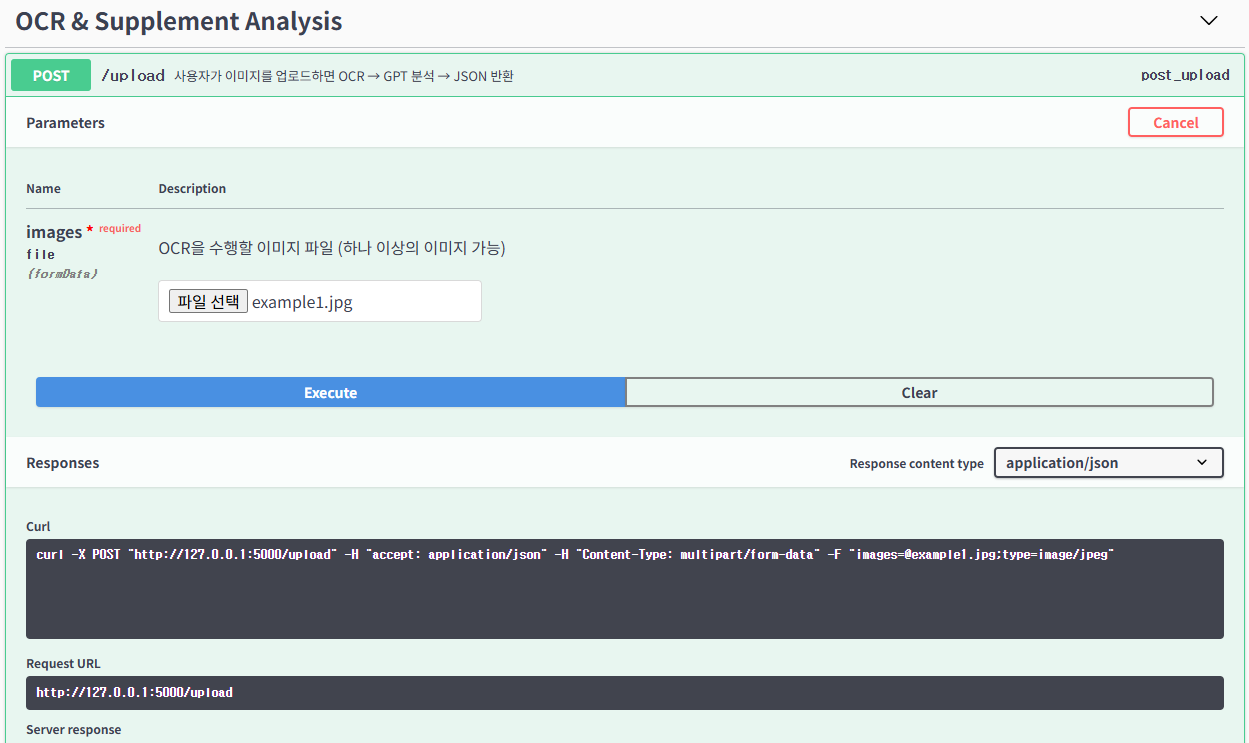 OCR & Supplement Analysis
POST /upload 사용자가 이미지를 업로드하면 OCR → GPT 분석 → JSON 반환 post_upload
Parameters Cancel
Name Description
images * required
file
(formData)
OCR을 수행할 이미지 파일 (하나 이상의 이미지 가능)
파일 선택 example1.jpg
Execute Clear
Responses Response content type application/json
Curl
curl -X POST "http://127.0.0.1:5000/upload" -H "accept: application/json" -H "Content-Type: multipart/form-data" -F "images=@example1.jpg;type=image/jpeg"
Request URL
http://127.0.0.1:5000/upload
Server response